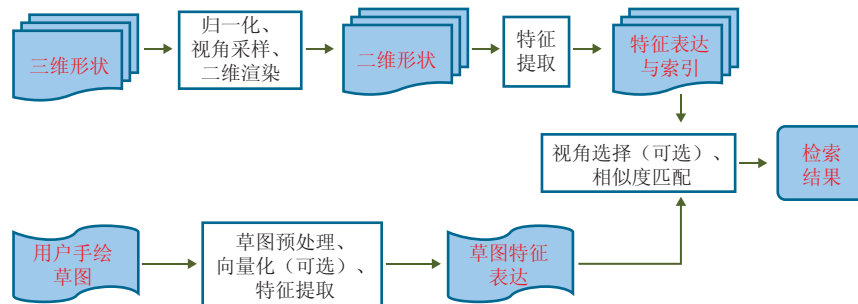 三维形状
归一化、
视角采样、
二维渲染
二维形状
特征
提取
特征表达
与索引
视角选择（可选）、
相似度匹配
检索
结果
用户手绘
草图
草图预处理、
向量化（可选）、
特征提取
草图特征
表达